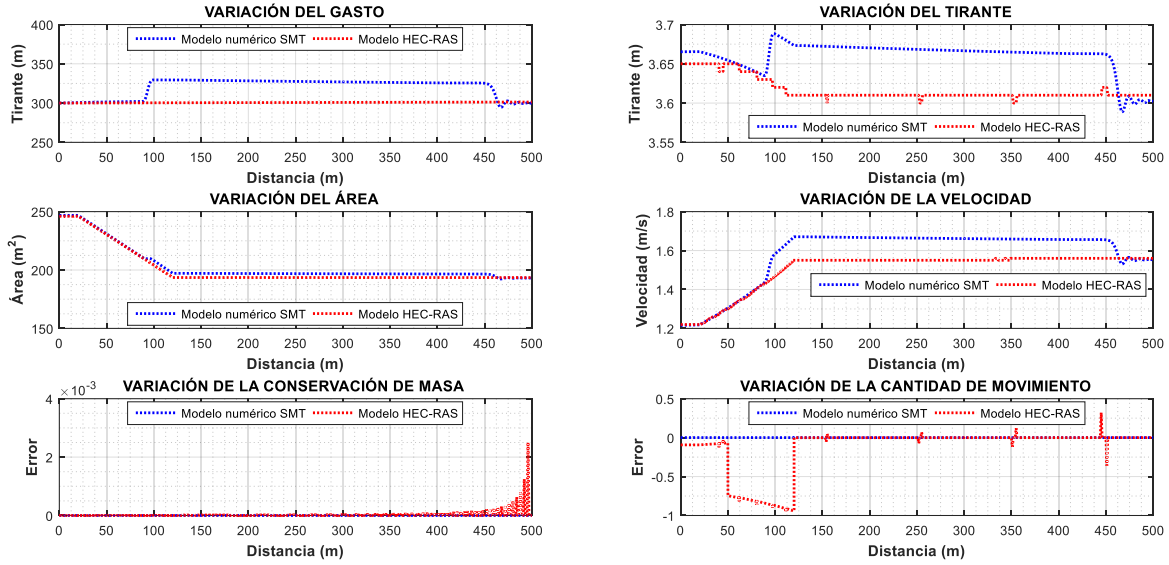 VARIACIÓN DEL GASTO
Tirante (m)
400
350
300
250
Modelo numérico SMT
Modelo HEC-RAS
0 50 100 150 200 250 300 350 400 450 500
Distancia (m)
VARIACIÓN DEL TIRANTE
Tirante (m)
3.7
3.65
3.6
3.55
Modelo numérico SMT
Modelo HEC-RAS
0 50 100 150 200 250 300 350 400 450 500
Distancia (m)
VARIACIÓN DEL ÁREA
Área (m²)
250
200
150
Modelo numérico SMT
Modelo HEC-RAS
0 50 100 150 200 250 300 350 400 450 500
Distancia (m)
VARIACIÓN DE LA VELOCIDAD
Velocidad (m/s)
1.8
1.6
1.4
1.2
Modelo numérico SMT
Modelo HEC-RAS
0 50 100 150 200 250 300 350 400 450 500
Distancia (m)
VARIACIÓN DE LA CONSERVACIÓN DE MASA
×10⁻³
Error
4
2
0
Modelo numérico SMT
Modelo HEC-RAS
0 50 100 150 200 250 300 350 400 450 500
Distancia (m)
VARIACIÓN DE LA CANTIDAD DE MOVIMIENTO
Error
0.5
0
-0.5
-1
Modelo numérico SMT
Modelo HEC-RAS
0 50 100 150 200 250 300 350 400 450 500
Distancia (m)